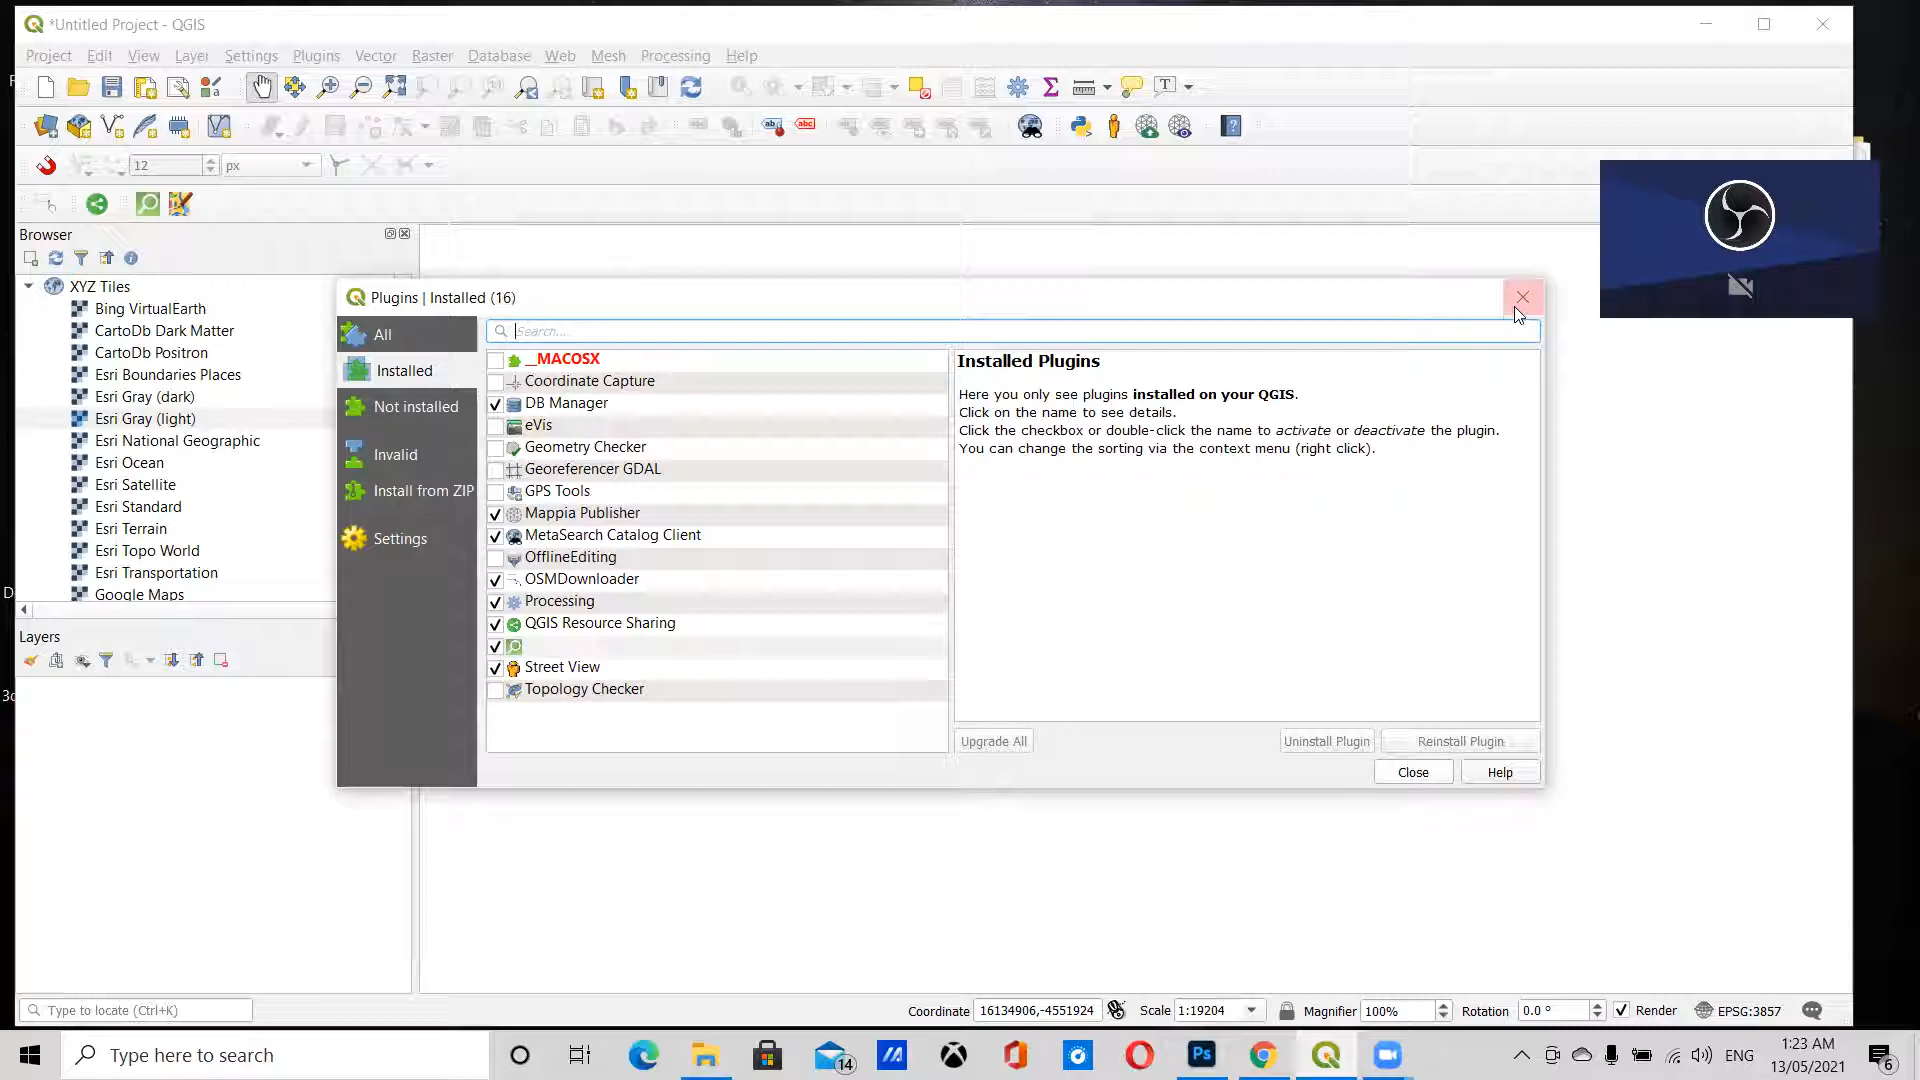 *Untitled Project - QGIS
Project Edit View Layer Settings Plugins Vector Raster Database Web Mesh Processing Help
12 px
Browser
XYZ Tiles
Bing VirtualEarth
CartoDb Dark Matter
CartoDb Positron
Esri Boundaries Places
Esri Gray (dark)
Esri Gray (light)
Esri National Geographic
Esri Ocean
Esri Satellite
Esri Standard
Esri Terrain
Esri Topo World
Esri Transportation
Google Maps
Layers
Plugins | Installed (16)
All
Installed
Not installed
Invalid
Install from ZIP
Settings
Search...
__MACOSX
Coordinate Capture
DB Manager
eVis
Geometry Checker
Georeferencer GDAL
GPS Tools
Mappia Publisher
MetaSearch Catalog Client
OfflineEditing
OSMDownloader
Processing
QGIS Resource Sharing
Street View
Topology Checker
Installed Plugins
Here you only see plugins installed on your QGIS.
Click on the name to see details.
Click the checkbox or double-click the name to activate or deactivate the plugin.
You can change the sorting via the context menu (right click).
Upgrade All Uninstall Plugin Reinstall Plugin
Close Help
Type to locate (Ctrl+K) Coordinate 16134906,-4551924 Scale 1:19204 Magnifier 100% Rotation 0.0 ° Render EPSG:3857
Type here to search 14 Ps ENG 1:23 AM
13/05/2021 6